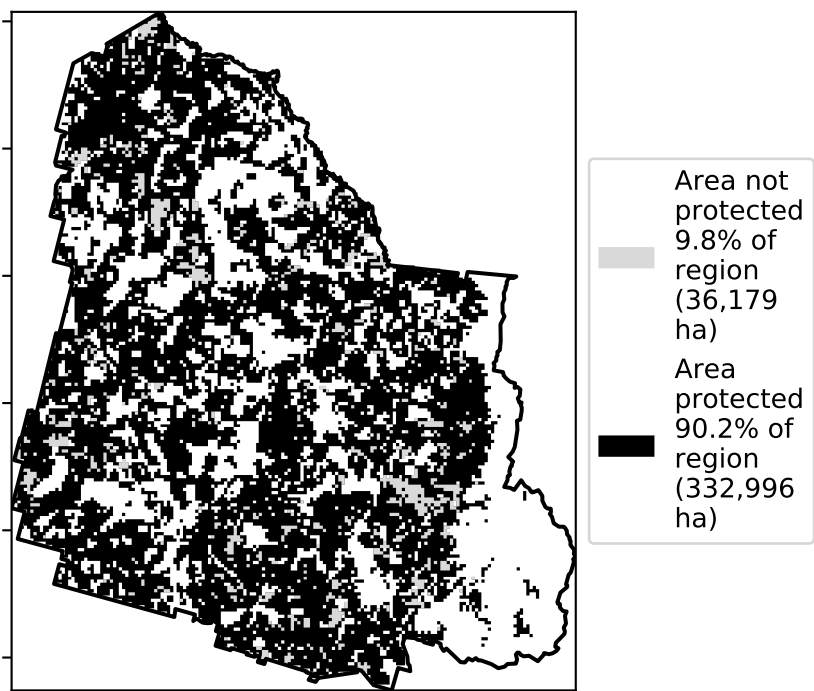 Area not
protected
9.8% of
region
(36,179
ha)
Area
protected
90.2% of
region
(332,996
ha)